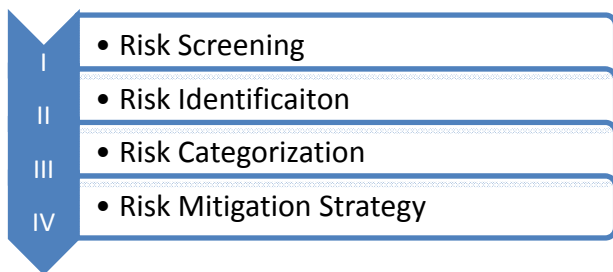 I
• Risk Screening
II
• Risk Identificaiton
III
• Risk Categorization
IV
• Risk Mitigation Strategy